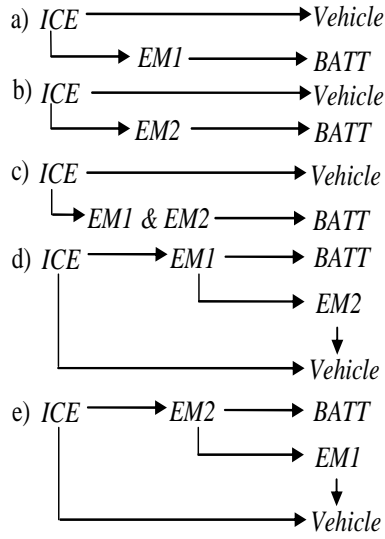 a) ICE Vehicle
EM1 BATT
b) ICE Vehicle
EM2 BATT
c) ICE Vehicle
EM1 & EM2 BATT
d) ICE EM1 BATT
EM2
Vehicle
e) ICE EM2 BATT
EM1
Vehicle